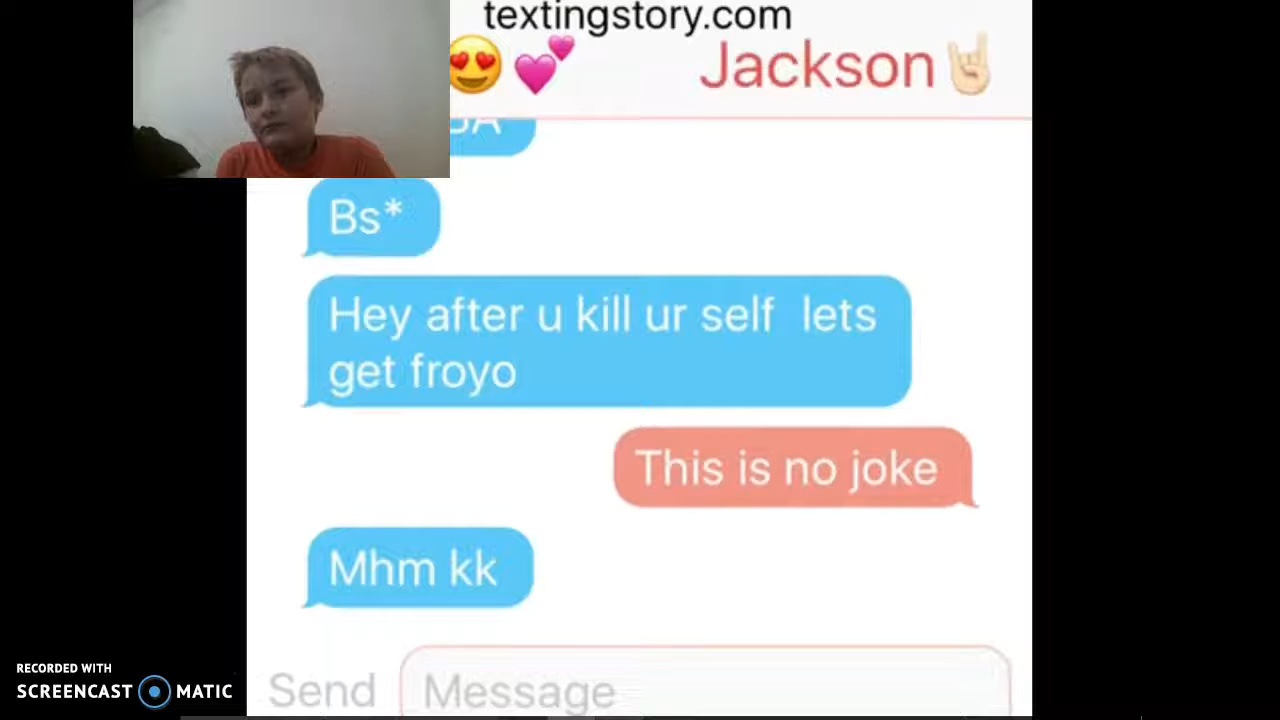 textingstory.com
Jackson
Bs*
Hey after u kill ur self lets
get froyo
This is no joke
Mhm kk
Send Message
RECORDED WITH
SCREENCAST MATIC